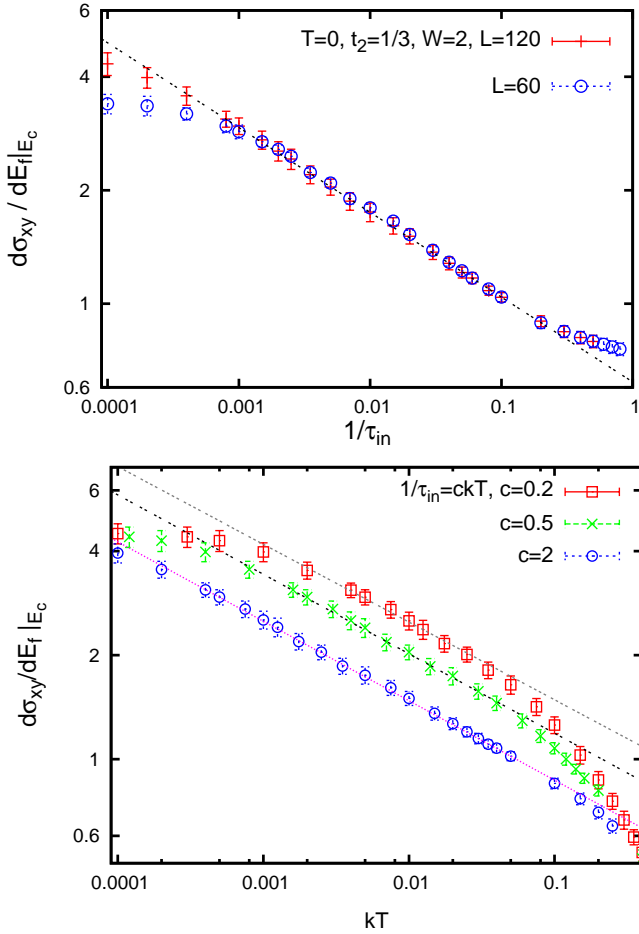 dσxy / dEf|Ec
6
4
2
1
0.6
T=0, t2=1/3, W=2, L=120
L=60
0.0001
0.001
0.01
0.1
1
1/τin
dσxy/dEf |Ec
6
4
2
1
0.6
1/τin=ckT, c=0.2
c=0.5
c=2
0.0001
0.001
0.01
0.1
kT